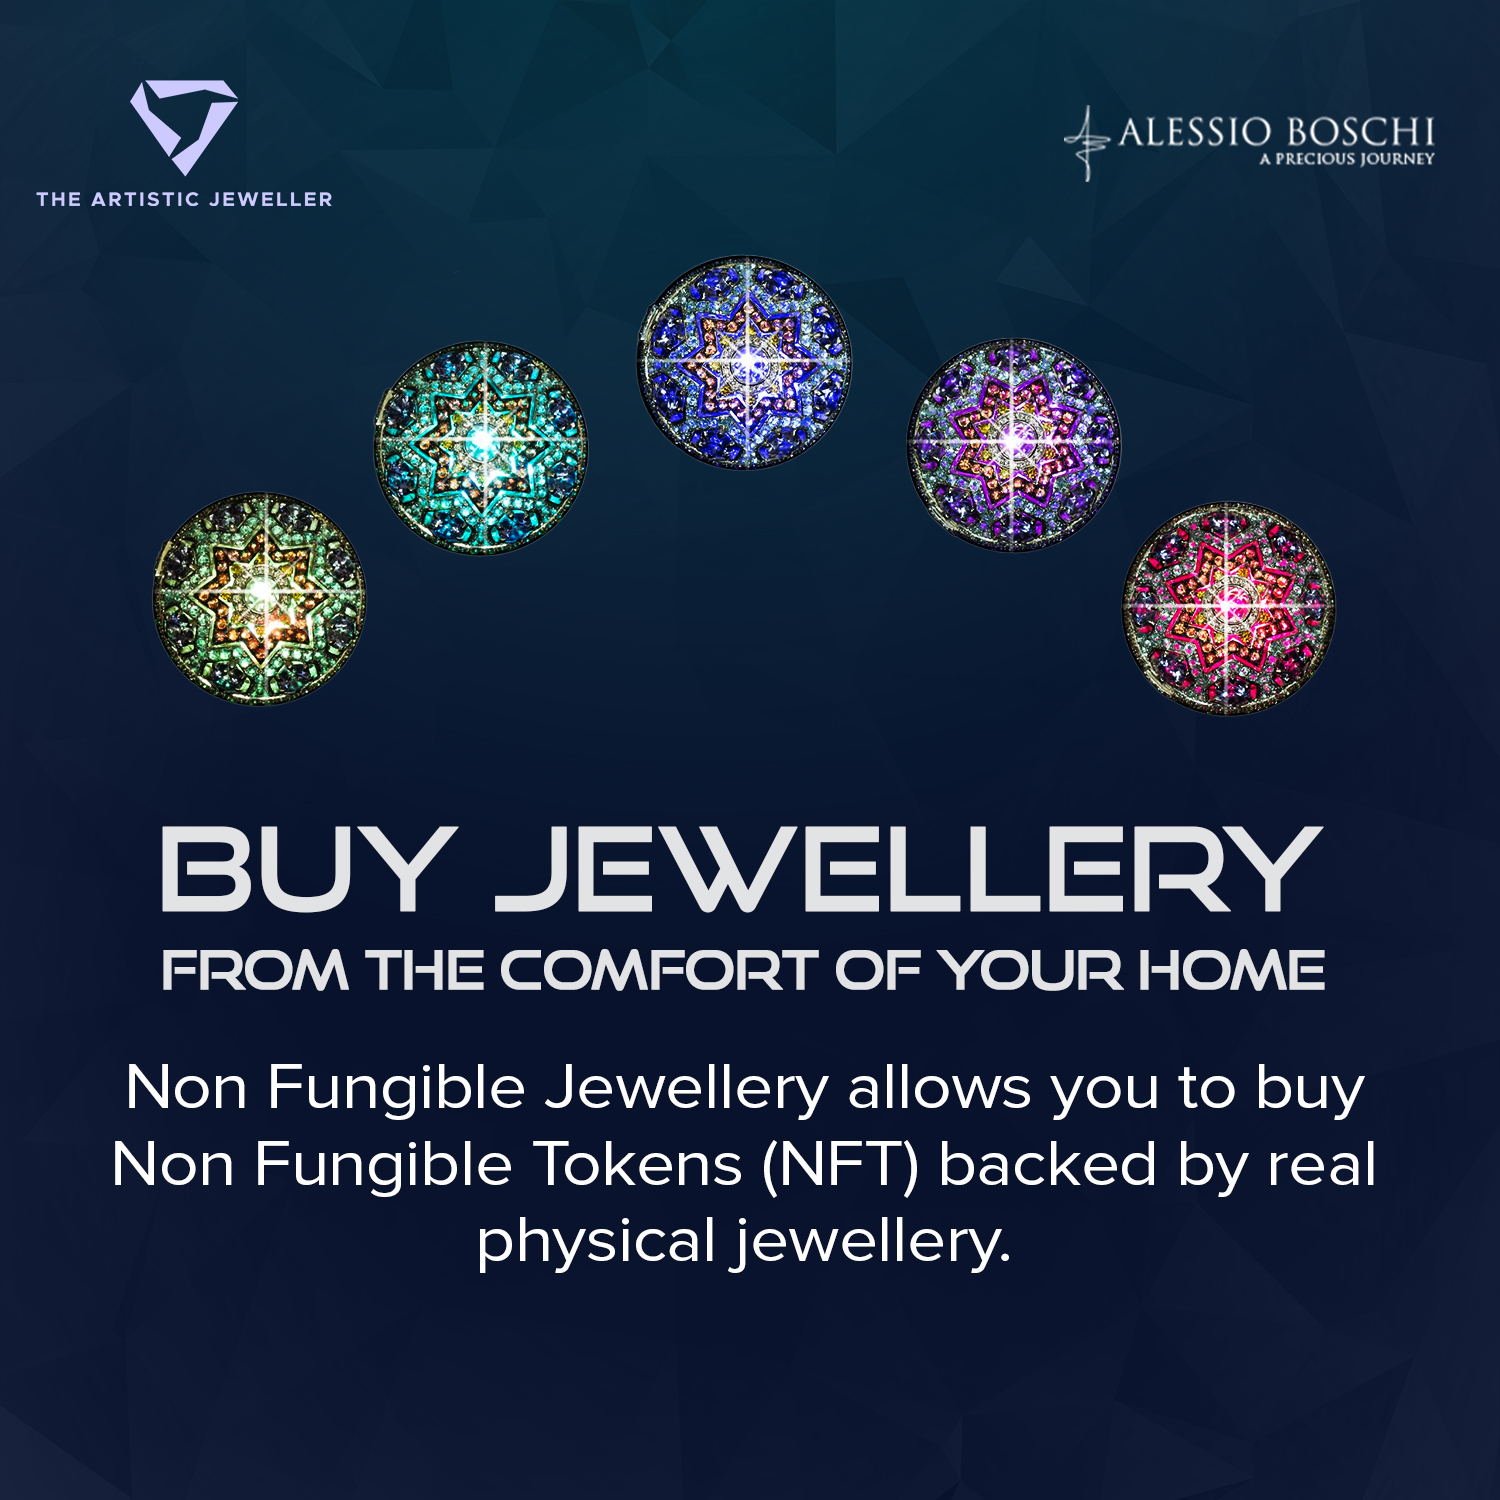 THE ARTISTIC JEWELLER
ALESSIO BOSCHI
A PRECIOUS JOURNEY
BUY JEWELLERY
FROM THE COMFORT OF YOUR HOME
Non Fungible Jewellery allows you to buy
Non Fungible Tokens (NFT) backed by real
physical jewellery.